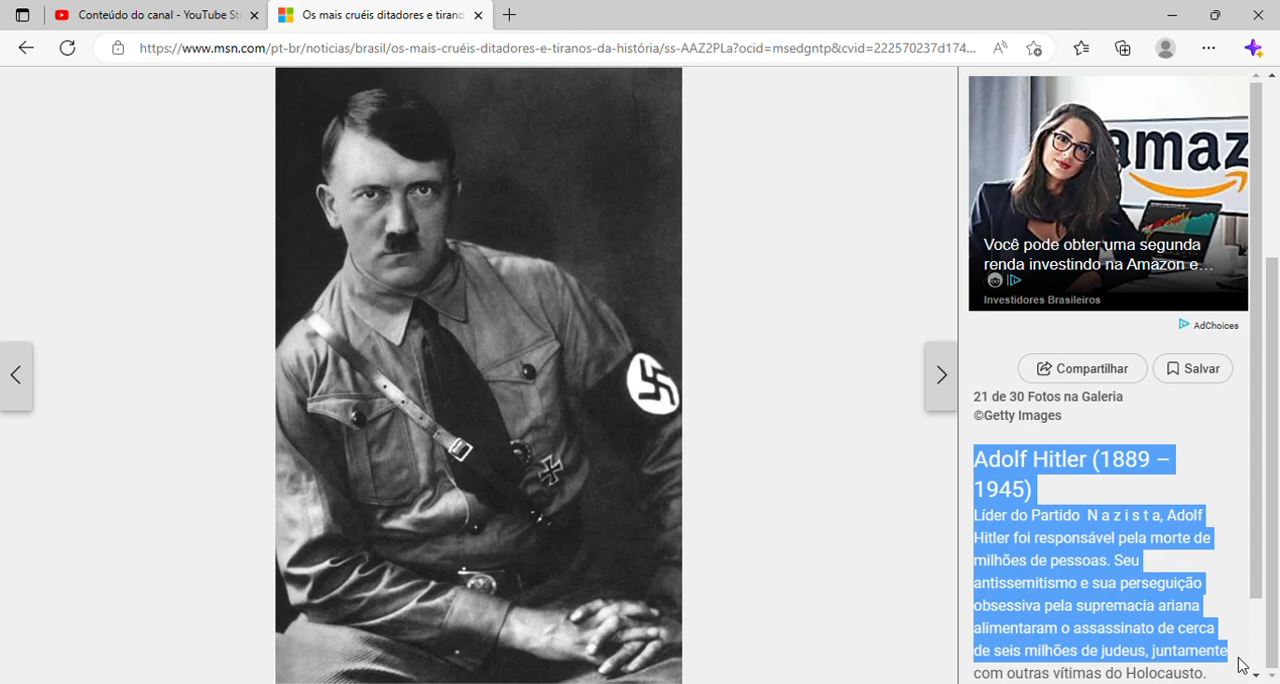 Conteúdo do canal - YouTube St
Os mais cruéis ditadores e tirano
https://www.msn.com/pt-br/noticias/brasil/os-mais-cruéis-ditadores-e-tiranos-da-história/ss-AAZ2PLa?ocid=msedgntp&cvid=222570237d174...
amaz
Você pode obter uma segunda
renda investindo na Amazon e...
Investidores Brasileiros
AdChoices
Compartilhar
Salvar
21 de 30 Fotos na Galeria
©Getty Images
Adolf Hitler (1889 –
1945)
Líder do Partido N a z i s t a, Adolf
Hitler foi responsável pela morte de
milhões de pessoas. Seu
antissemitismo e sua perseguição
obsessiva pela supremacia ariana
alimentaram o assassinato de cerca
de seis milhões de judeus, juntamente
com outras vítimas do Holocausto.